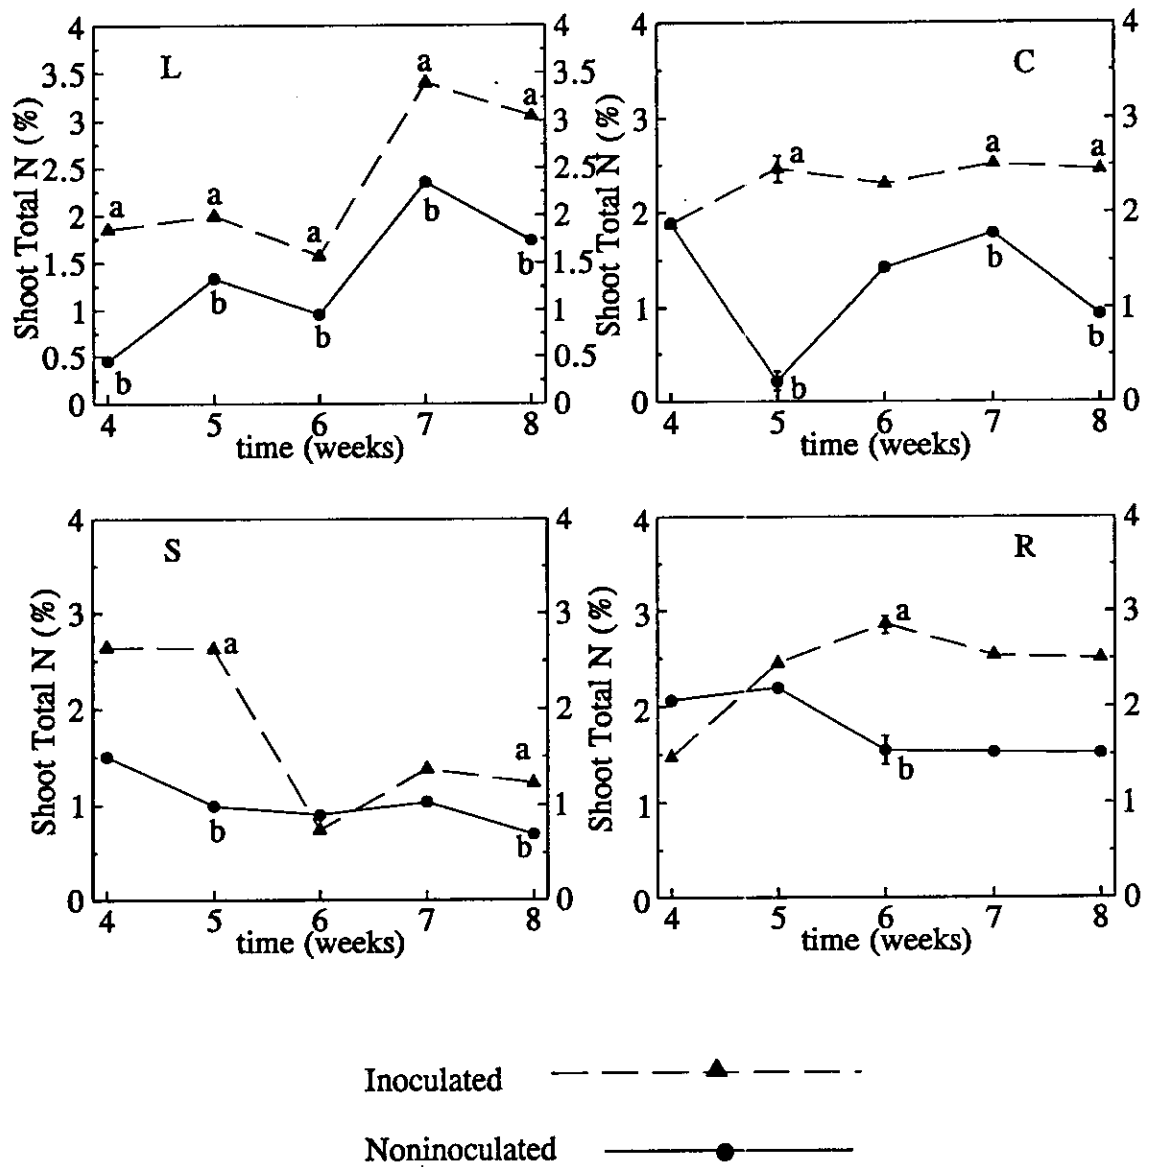 4 4 4 4
L C
a a a a a
3.5 3.5
3 3 3 3
a a a
2.5 2.5
2 2 2 2
1.5 1.5
1 1 1 1
0.5 0.5
0 0 0 0
b b b b b
b b b
Shoot Total N (%) Shoot Total N (%)
4 5 6 7 8 4 5 6 7 8
time (weeks) time (weeks)
4 4 4 4
S R
3 3 3 3
a a a
2 2 2 2
1 1 1 1
b b b
0 0 0 0
Shoot Total N (%) Shoot Total N (%)
4 5 6 7 8 4 5 6 7 8
time (weeks) time (weeks)
Inoculated
Noninoculated